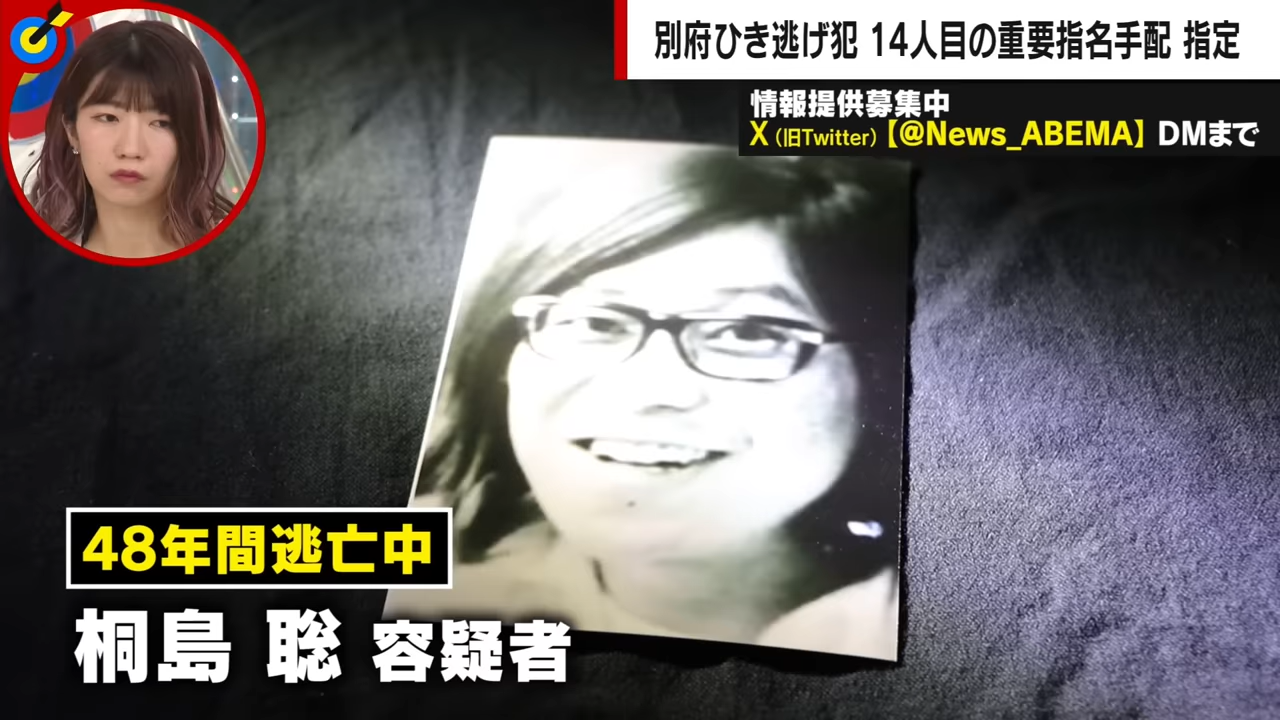 別府ひき逃げ犯 14人目の重要指名手配 指定
情報提供募集中
X(旧Twitter)【@News_ABEMA】DMまで
48年間逃亡中
桐島 聡 容疑者